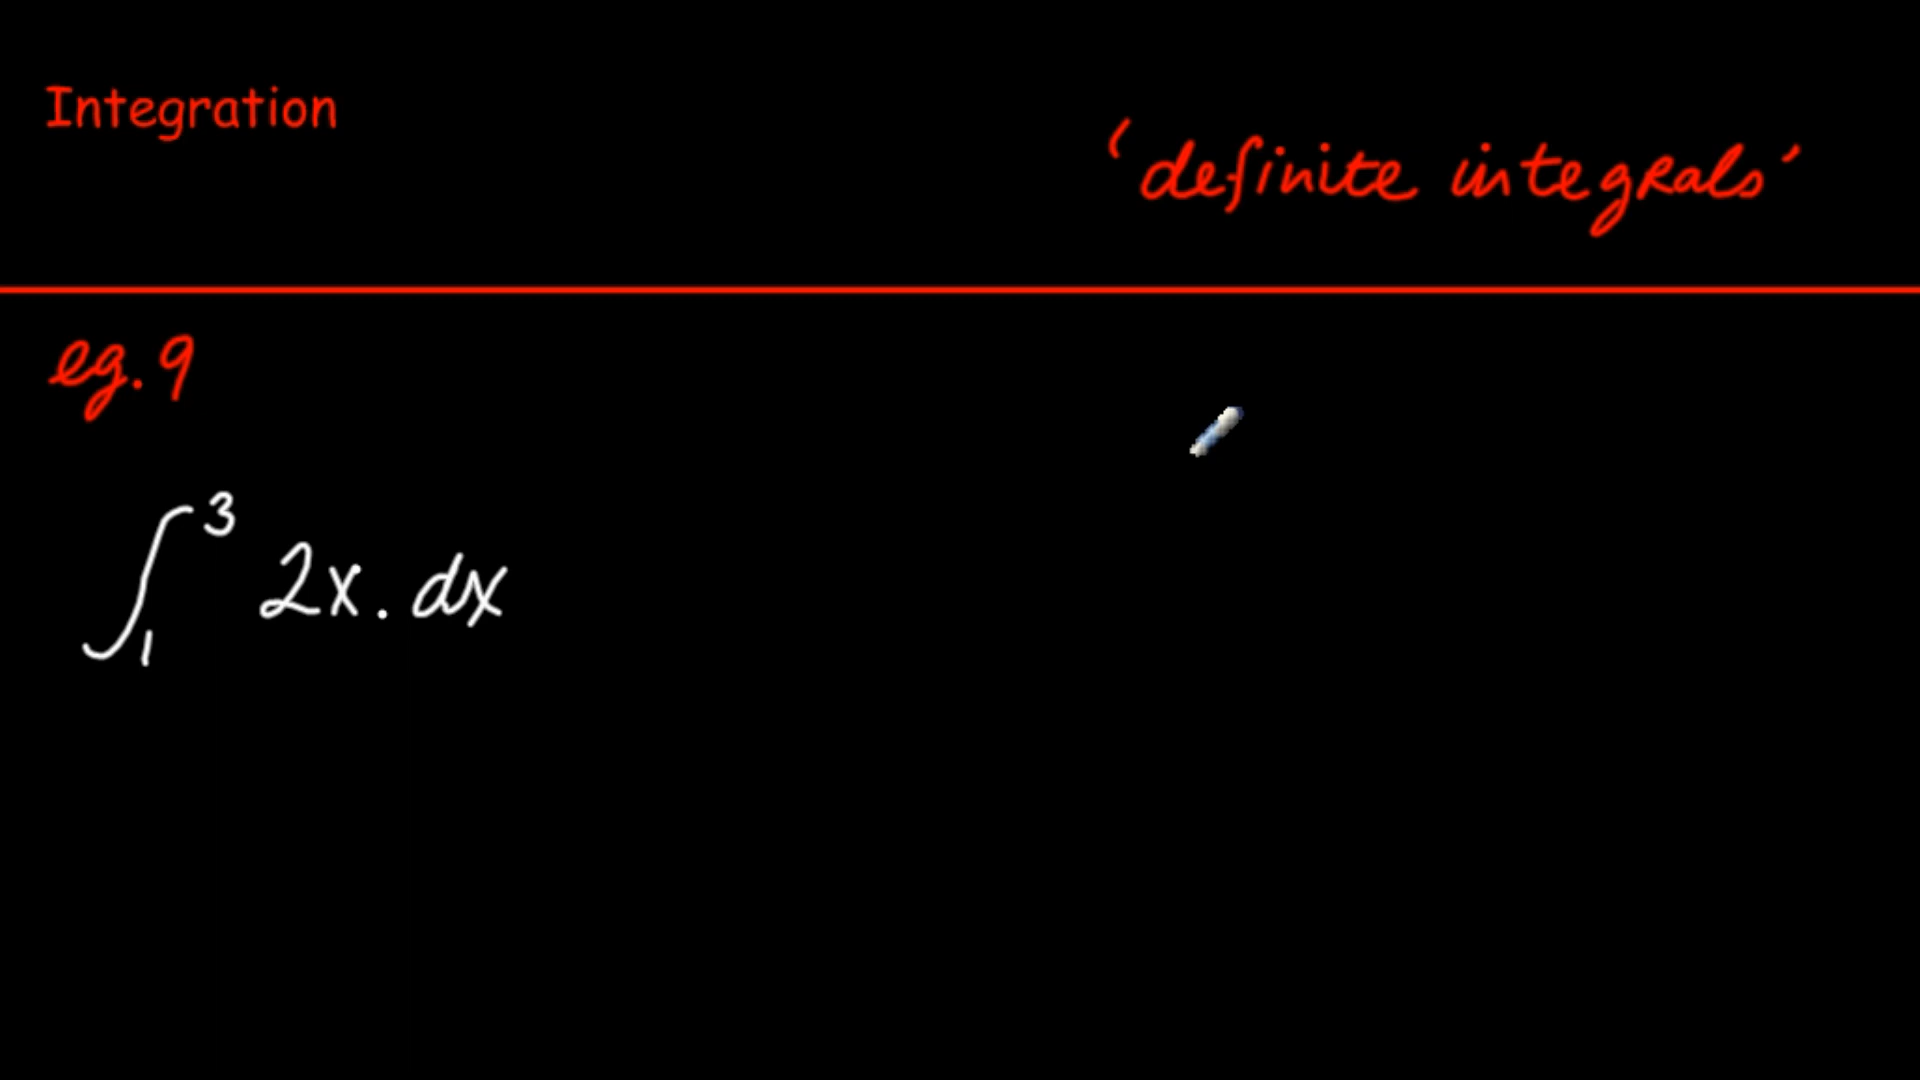 Integration
'definite integrals'
eg. 9
∫₁³ 2x. dx